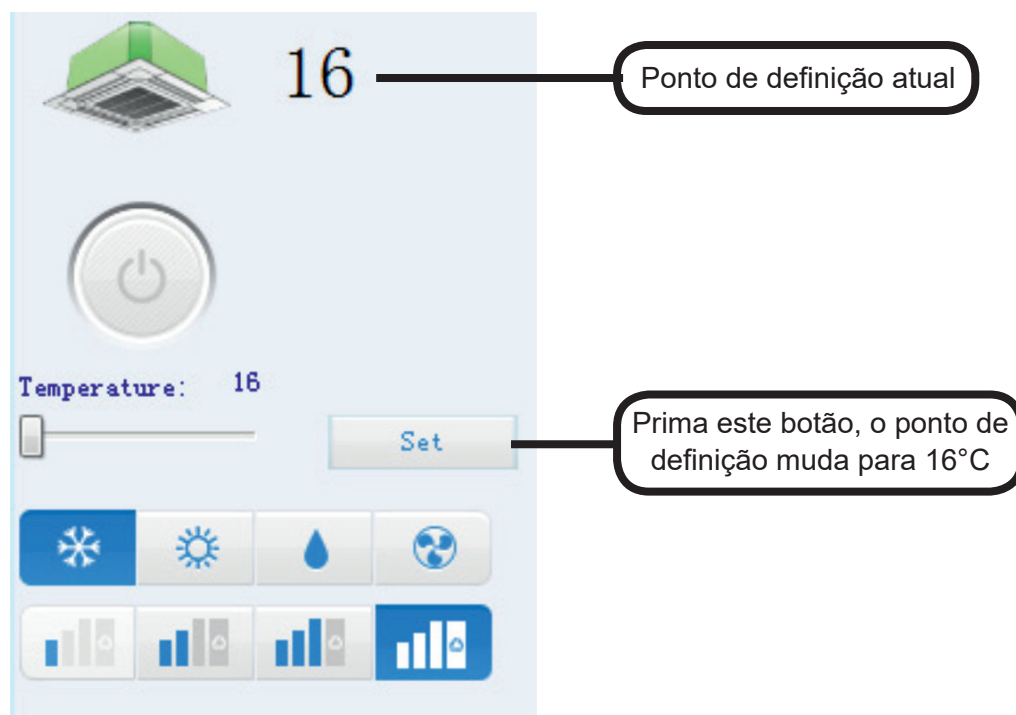 16
Ponto de definição atual
Temperature: 16
Set
Prima este botão, o ponto de
definição muda para 16°C